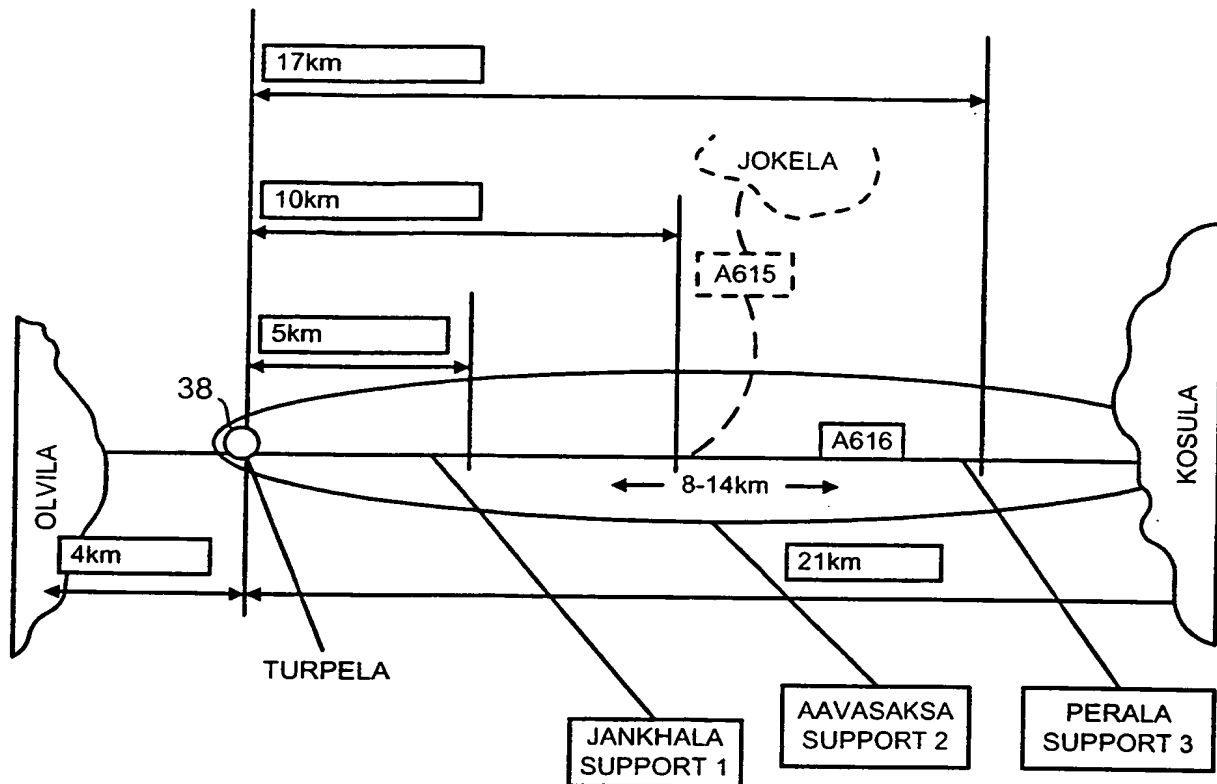 17km
JOKELA
10km
A615
5km
38
A616
OLVILA
8-14km
KOSULA
4km
21km
TURPELA
JANKHALA
SUPPORT 1
AAVASAKSA
SUPPORT 2
PERALA
SUPPORT 3